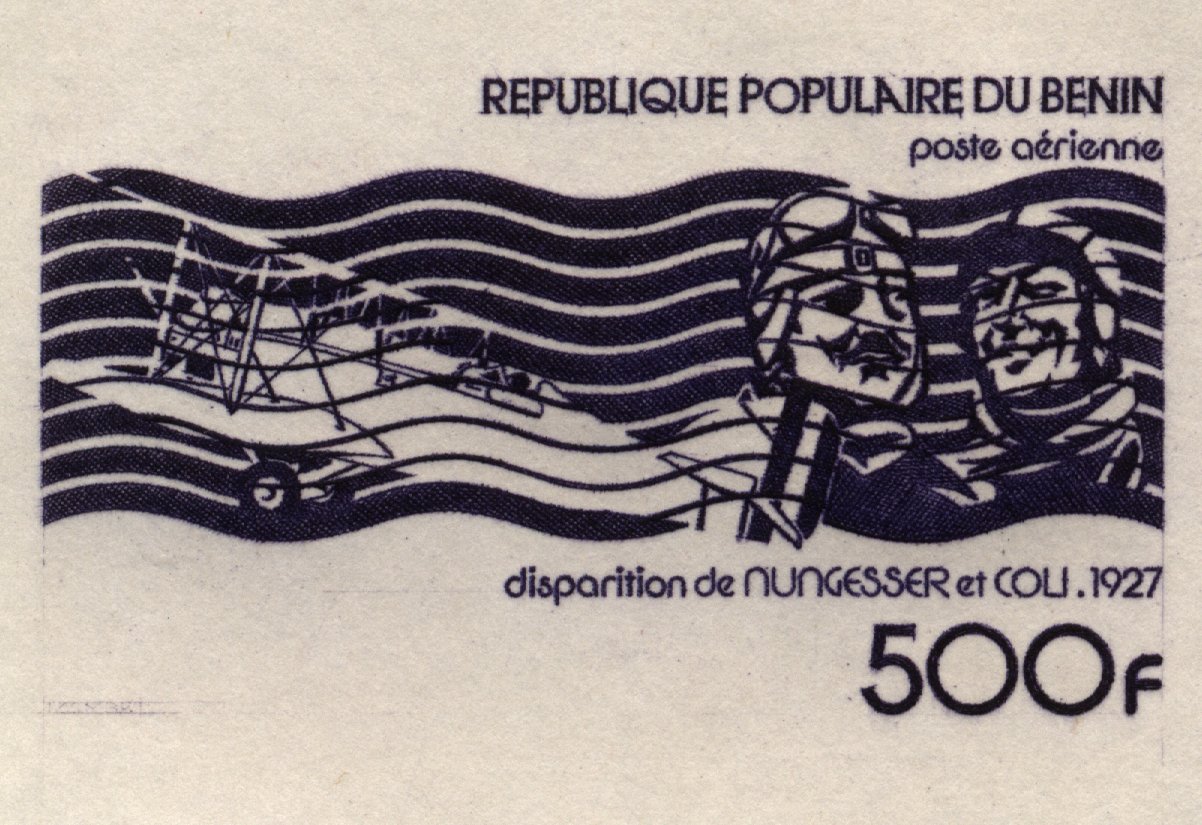 REPUBLIQUE POPULAIRE DU BENIN
poste aérienne
disparition de NUNGESSER et COLI . 1927
500F